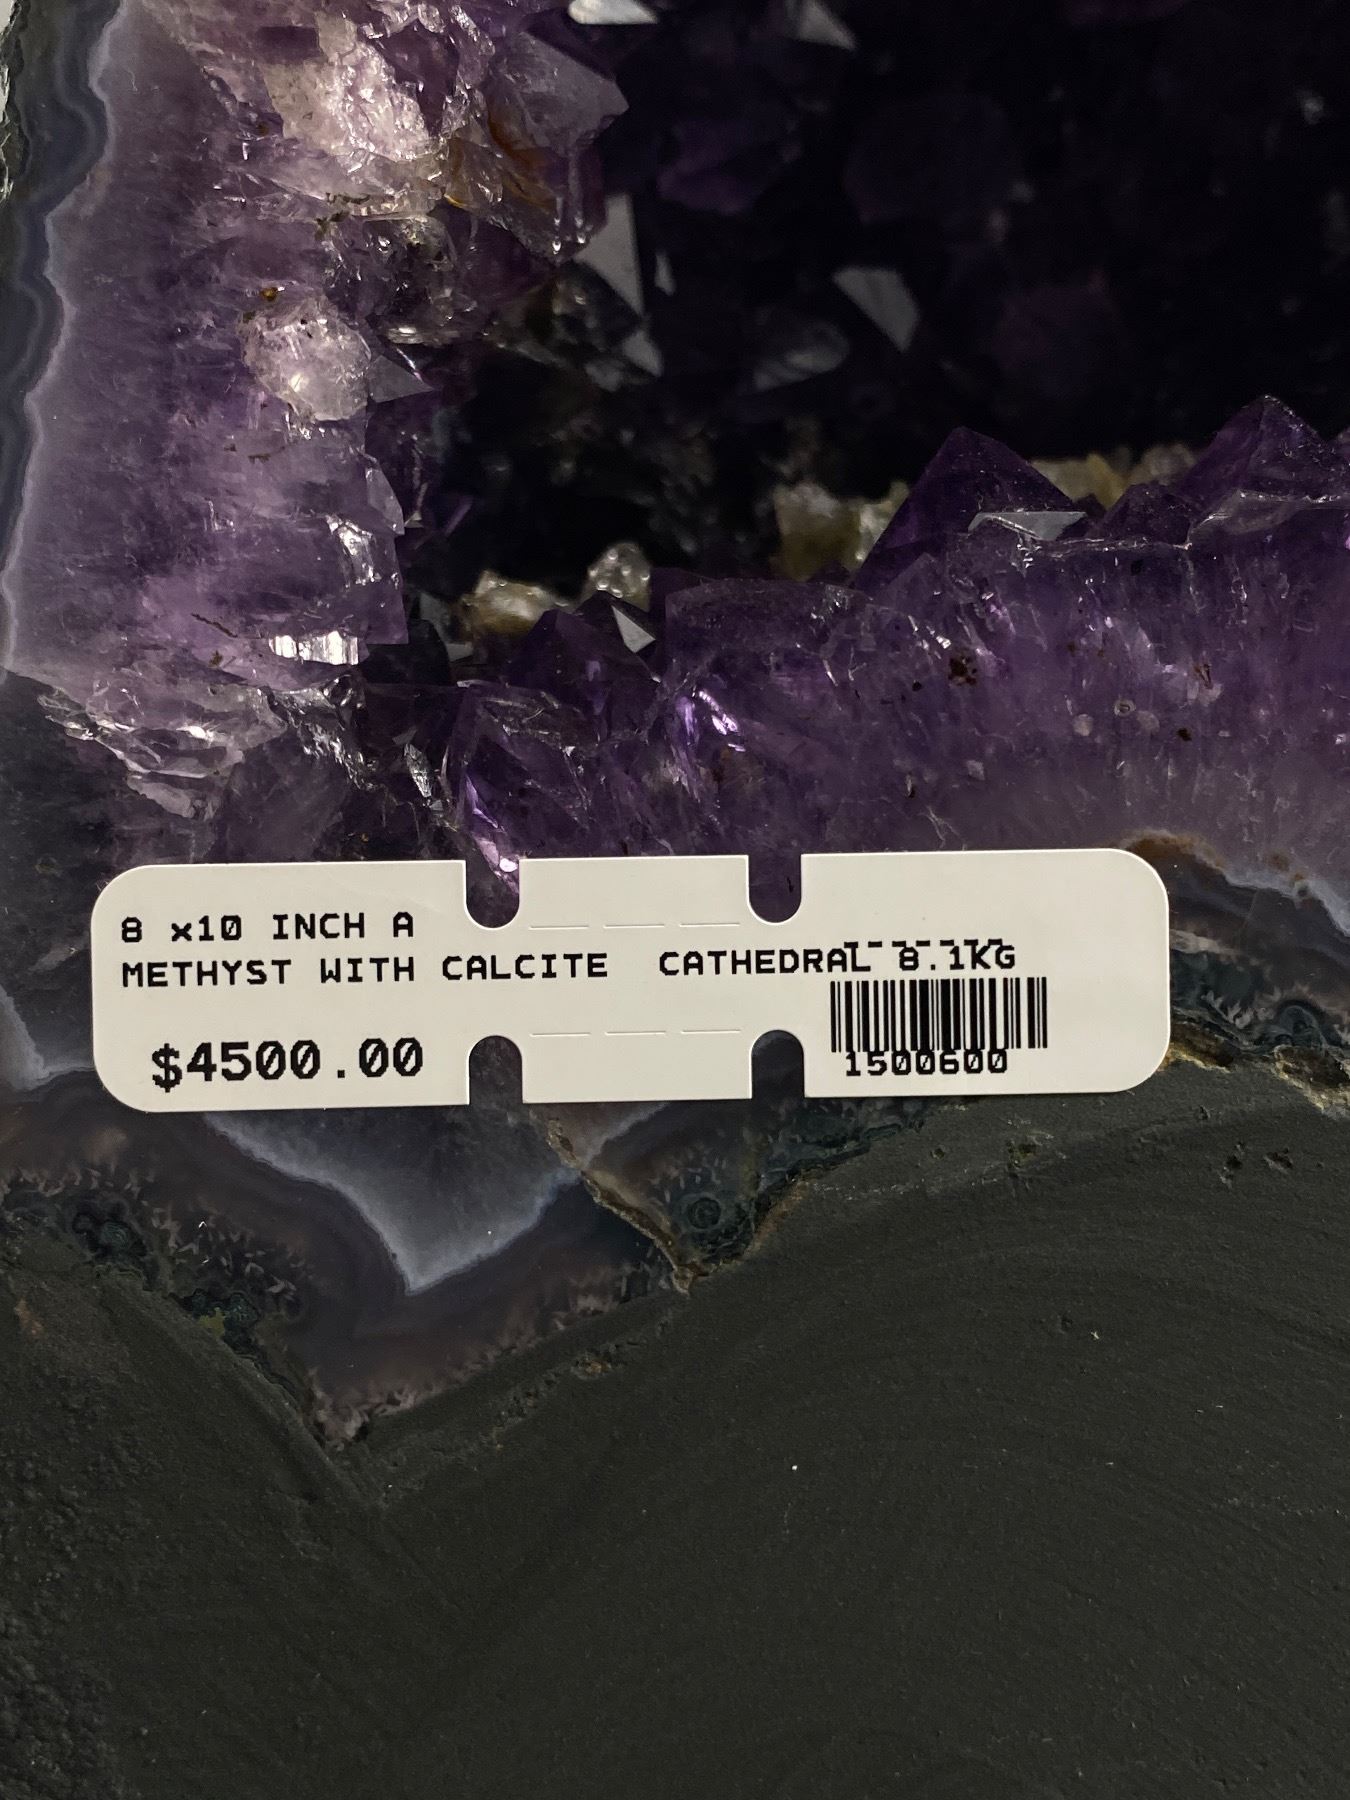 8 x10 INCH A
METHYST WITH CALCITE CATHEDRAL 8.1KG
$4500.00
1500600